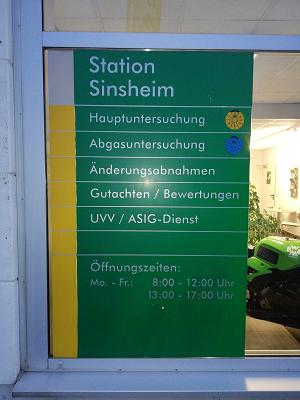 Station
Sinsheim
Hauptuntersuchung
Abgasuntersuchung
Änderungsabnahmen
Gutachten / Bewertungen
UVV / ASIG-Dienst
Öffnungszeiten:
Mo. - Fr.: 8:00 - 12:00 Uhr
13:00 - 17:00 Uhr